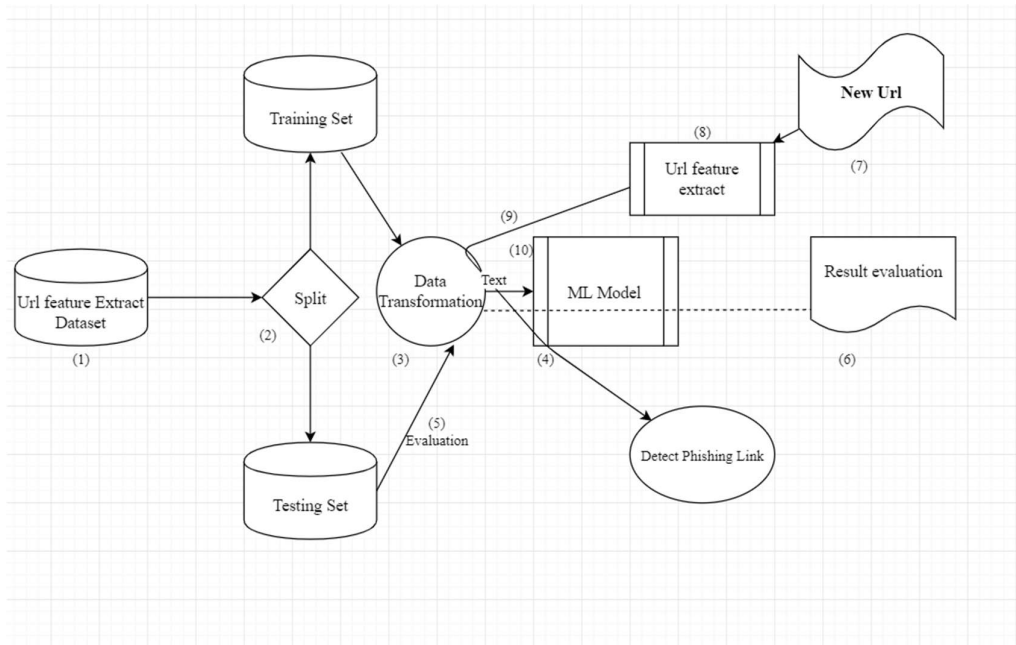 New Url
Training Set
(8)
Url feature
extract
(7)
(9)
(10)
Data
Transformation
Text
ML Model
Result evaluation
Url feature Extract
Dataset
Split
(1)
(2)
(3)
(4)
(6)
(5)
Evaluation
Detect Phishing Link
Testing Set